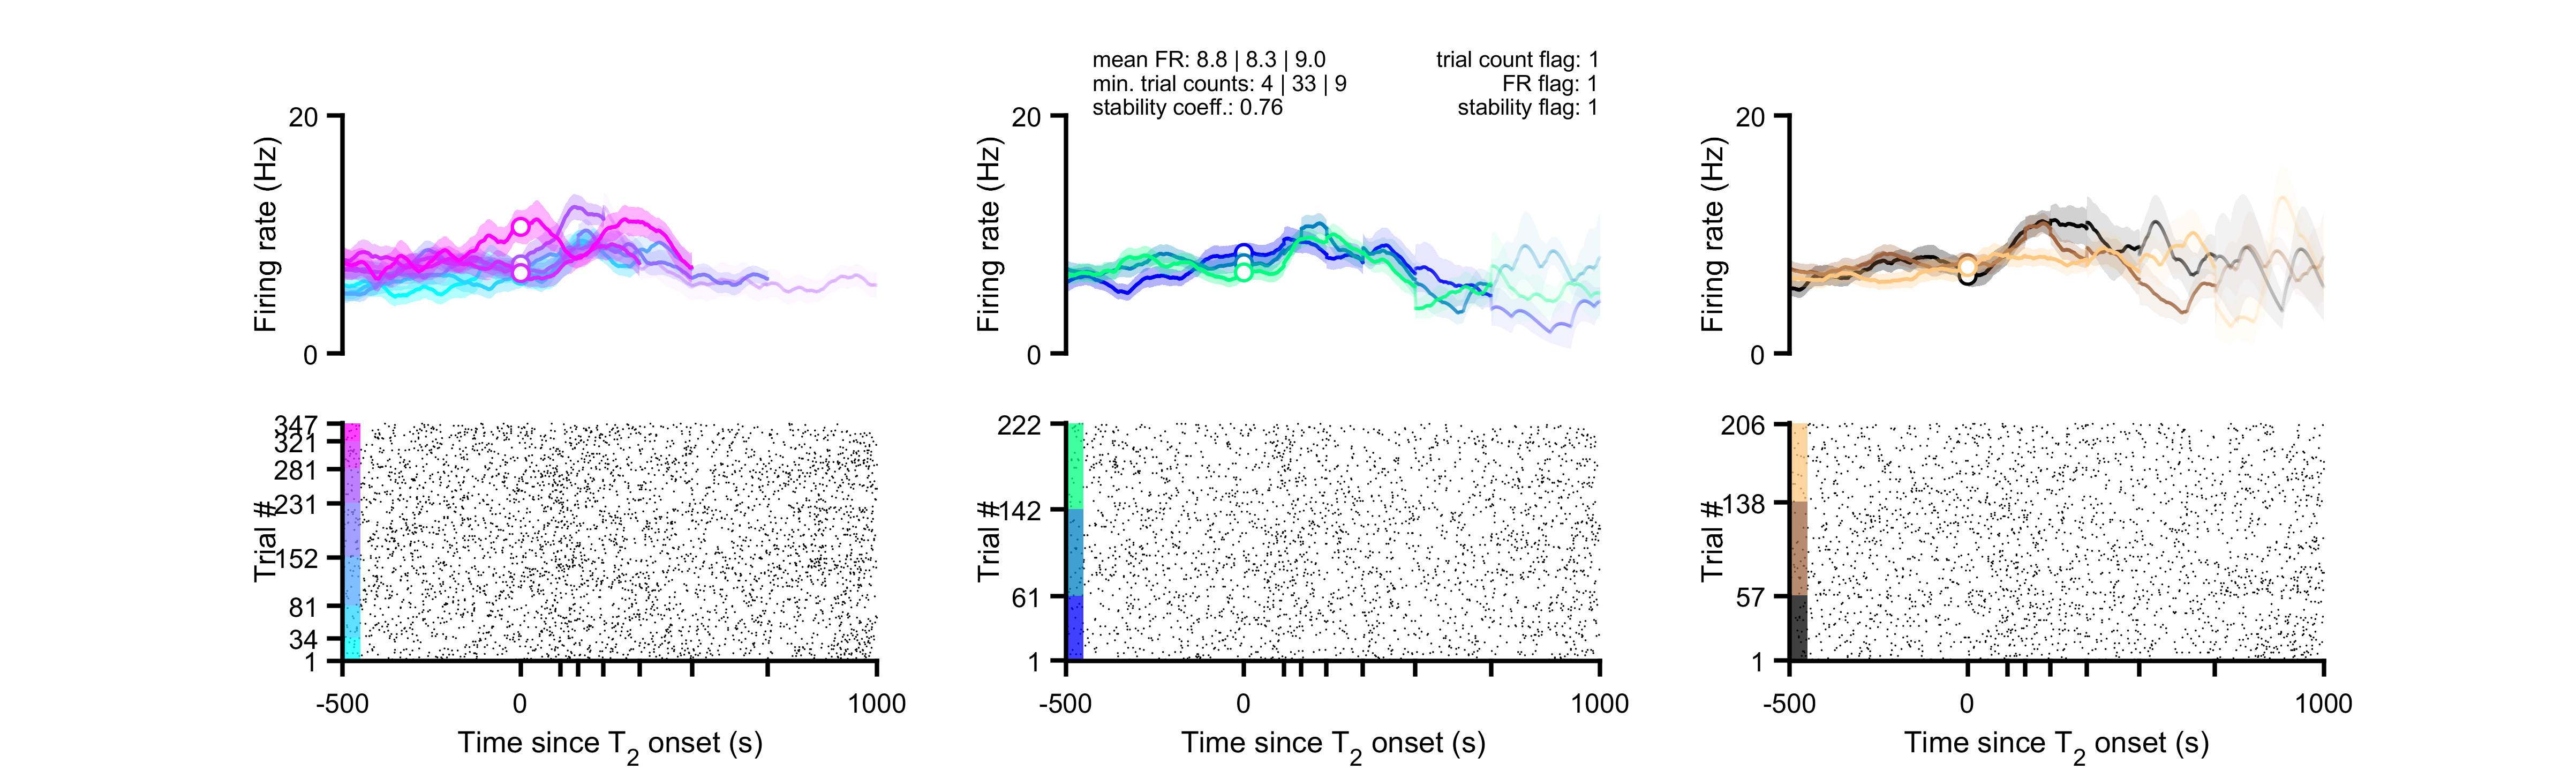 mean FR: 8.8 | 8.3 | 9.0
min. trial counts: 4 | 33 | 9
stability coeff.: 0.76
trial count flag: 1
FR flag: 1
stability flag: 1
20
Firing rate (Hz)
0
347
321
281
231
152
81
34
1
Trial #
-500
0
1000
Time since T2 onset (s)
20
Firing rate (Hz)
0
222
142
61
1
Trial #
-500
0
1000
Time since T2 onset (s)
20
Firing rate (Hz)
0
206
138
57
1
Trial #
-500
0
1000
Time since T2 onset (s)